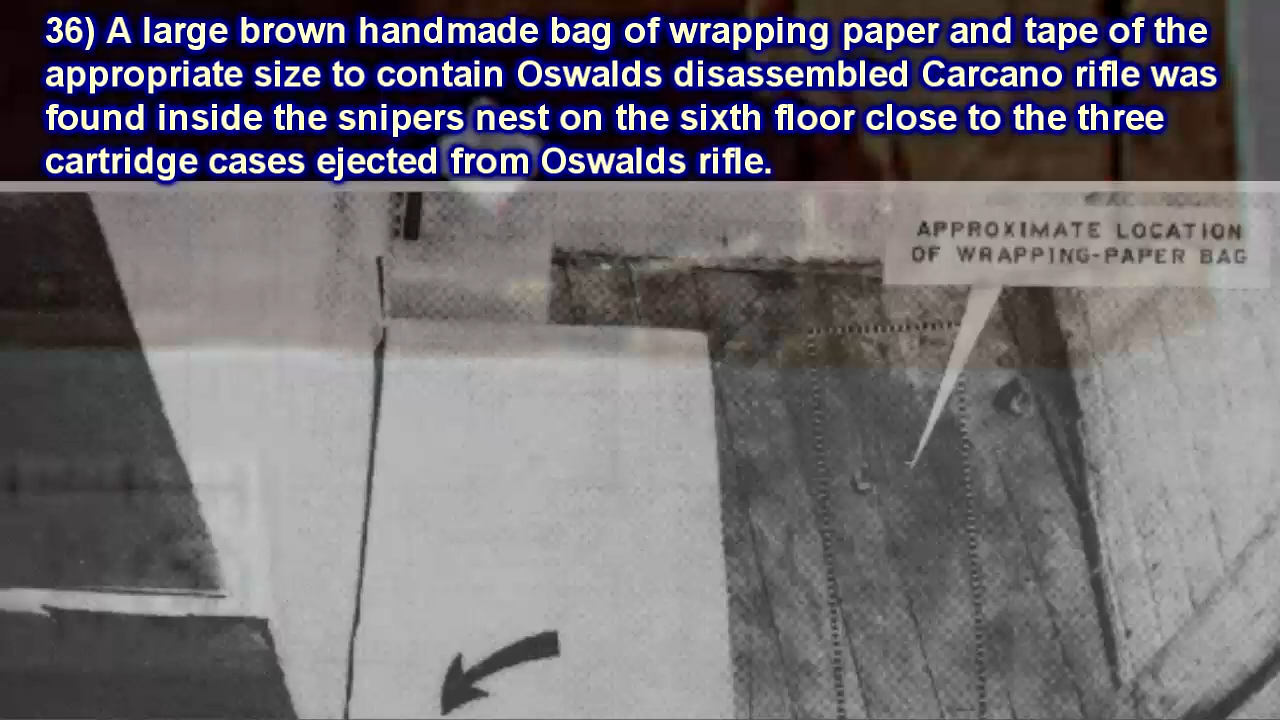 36) A large brown handmade bag of wrapping paper and tape of the
appropriate size to contain Oswalds disassembled Carcano rifle was
found inside the snipers nest on the sixth floor close to the three
cartridge cases ejected from Oswalds rifle.
APPROXIMATE LOCATION
OF WRAPPING-PAPER BAG